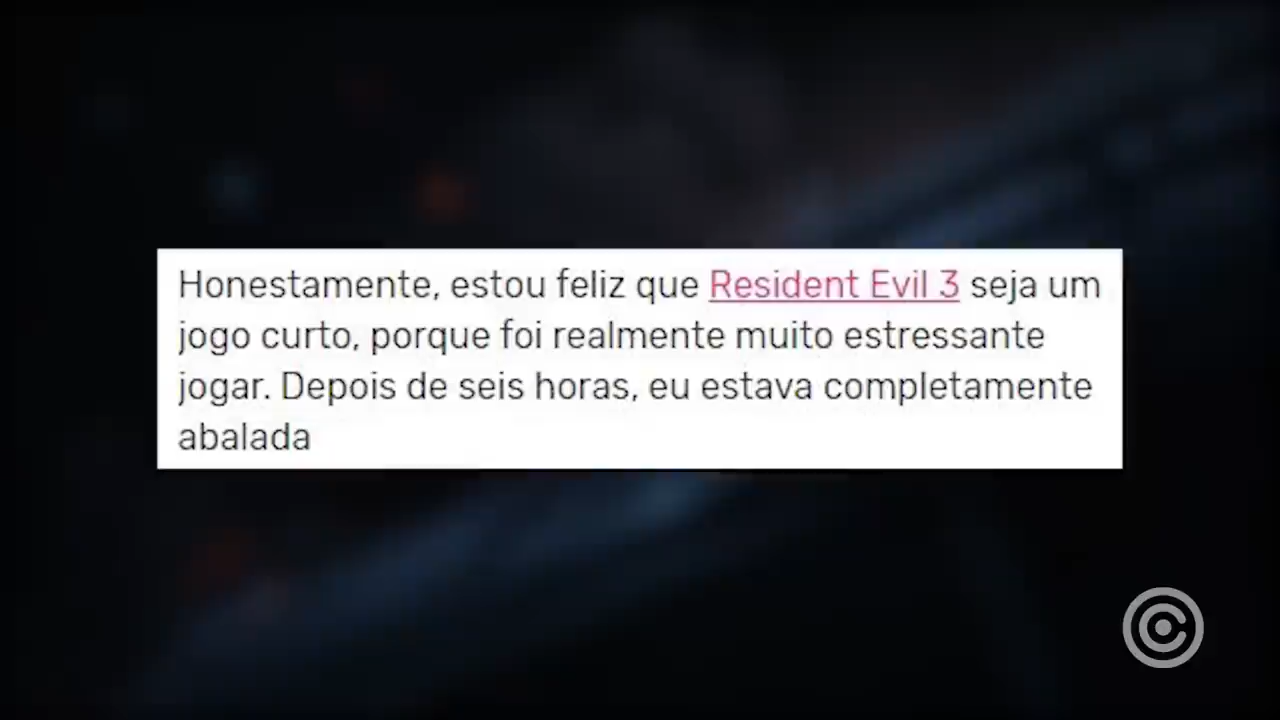 Honestamente, estou feliz que Resident Evil 3 seja um
jogo curto, porque foi realmente muito estressante
jogar. Depois de seis horas, eu estava completamente
abalada